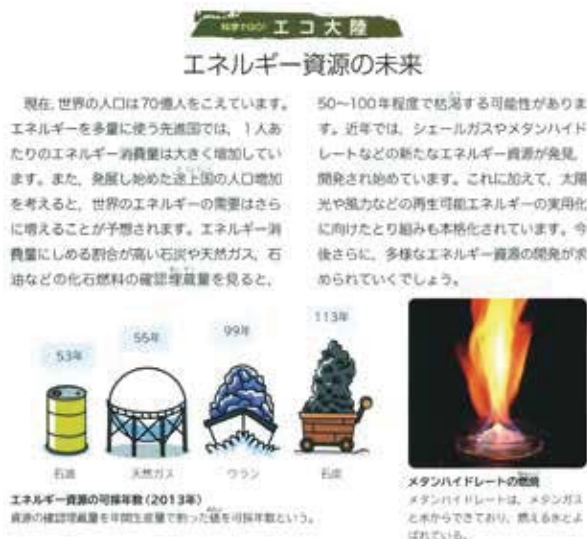 科学でGO! エコ大陸
エネルギー資源の未来
現在,世界の人口は70億人をこえています。
エネルギーを多量に使う先進国では,1人あ
たりのエネルギー消費量は大きく増加してい
ます。また,発展し始めた途上国の人口増加
を考えると,世界のエネルギーの需要はさら
に増えることが予想されます。エネルギー消
費量にしめる割合が高い石炭や天然ガス,石
油などの化石燃料の確認埋蔵量を見ると,
50〜100年程度で枯渇する可能性がありま
す。近年では,シェールガスやメタンハイド
レートなどの新たなエネルギー資源が発見,
開発され始めています。これに加えて,太陽
光や風力などの再生可能エネルギーの実用化
に向けたとり組みも本格化されています。今
後さらに,多様なエネルギー資源の開発が求
められていくでしょう。
53年
55年
99年
113年
石油
天然ガス
ウラン
石炭
エネルギー資源の可採年数(2013年)
資源の確認埋蔵量を年間生産量で割った値を可採年数という。
メタンハイドレートの燃焼
メタンハイドレートは,メタンガス
と水からできており,燃える氷とよ
ばれている。